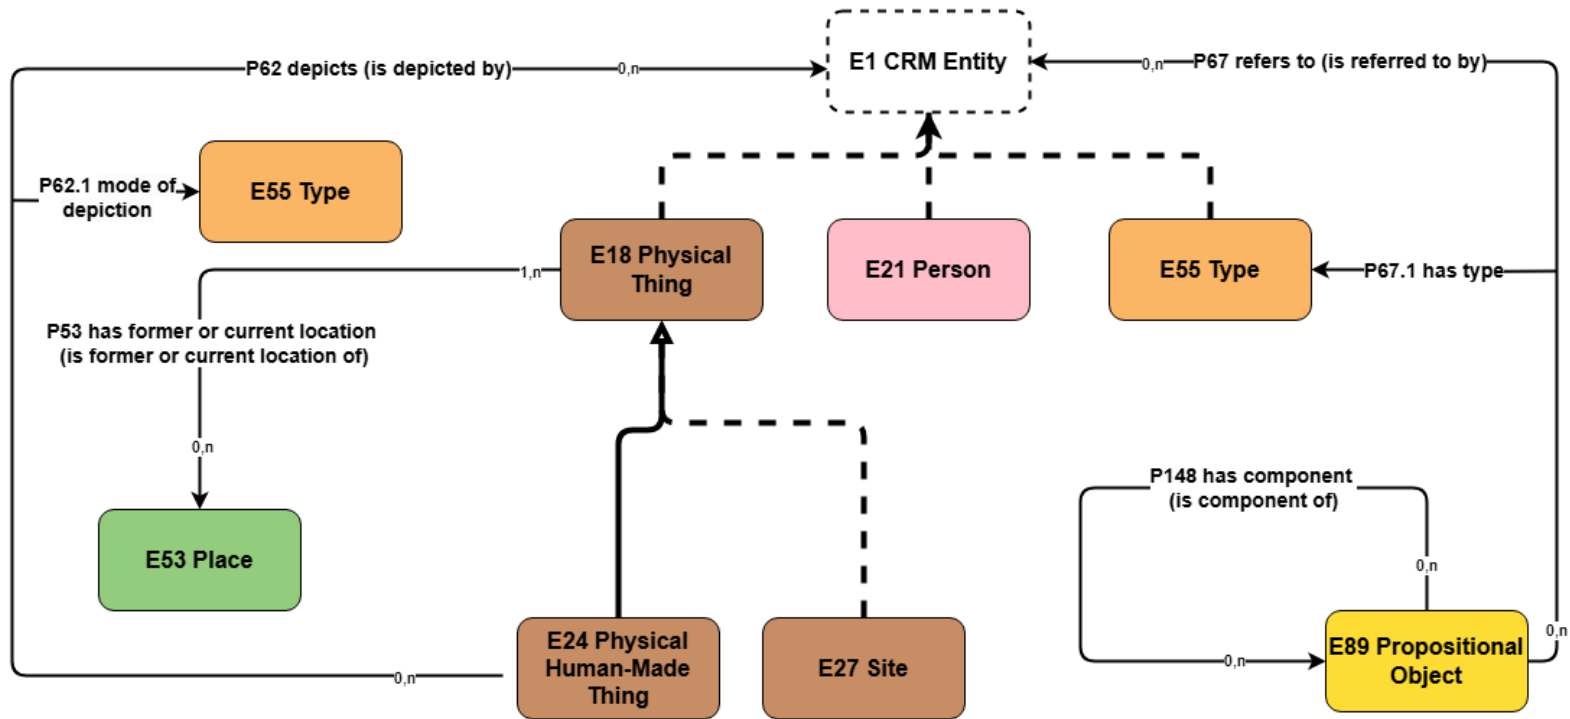 E1 CRM Entity
P62 depicts (is depicted by)
0,n
0,n
P67 refers to (is referred to by)
P62.1 mode of
depiction
E55 Type
E18 Physical
Thing
E21 Person
E55 Type
P67.1 has type
1,n
P53 has former or current location
(is former or current location of)
0,n
P148 has component
(is component of)
E53 Place
0,n
E24 Physical
Human-Made
Thing
E27 Site
E89 Propositional
Object
0,n
0,n
0,n